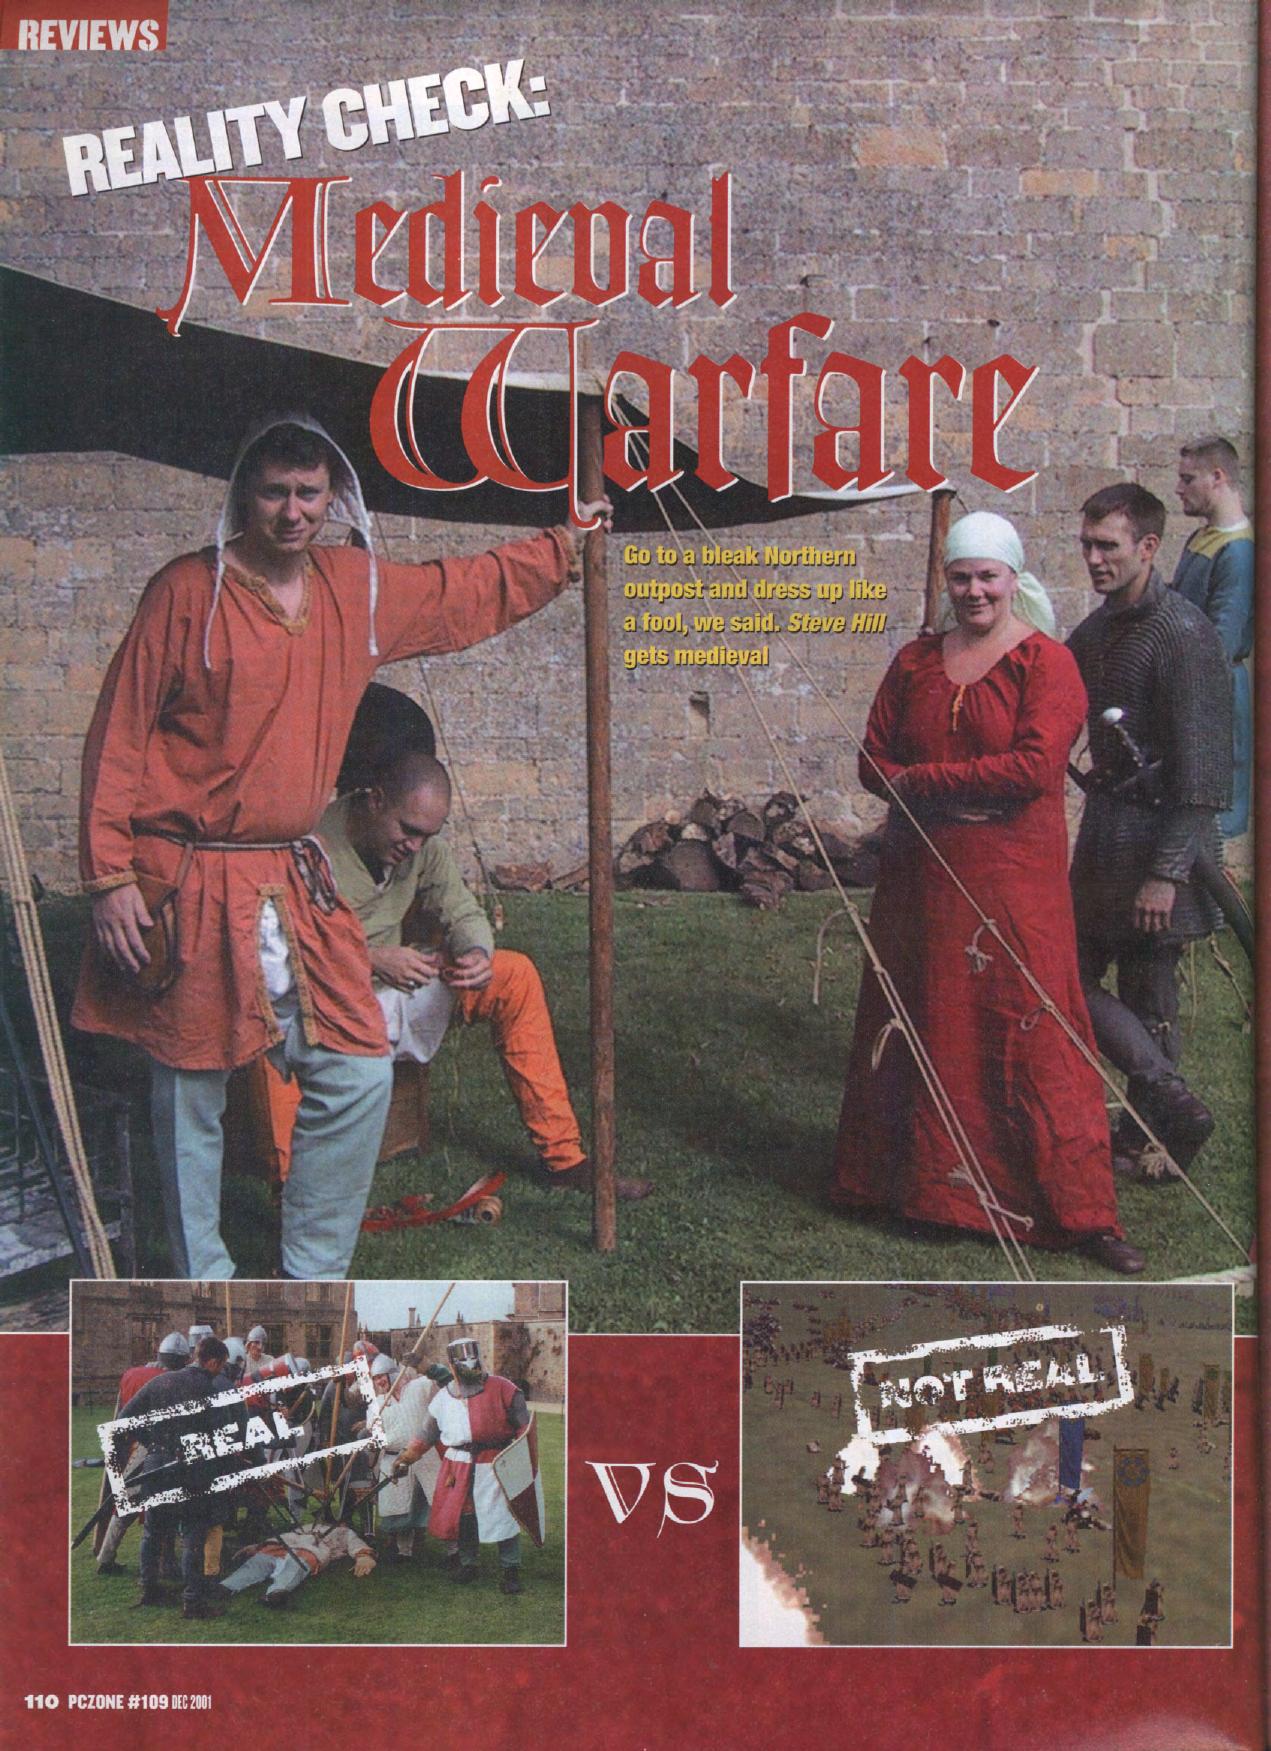 REVIEWS
REALITY CHECK:
Medieval
Warfare
Go to a bleak Northern
outpost and dress up like
a fool, we said. Steve Hill
gets medieval
REAL
VS
NOT REAL
110 PCZONE #109 DEC 2001